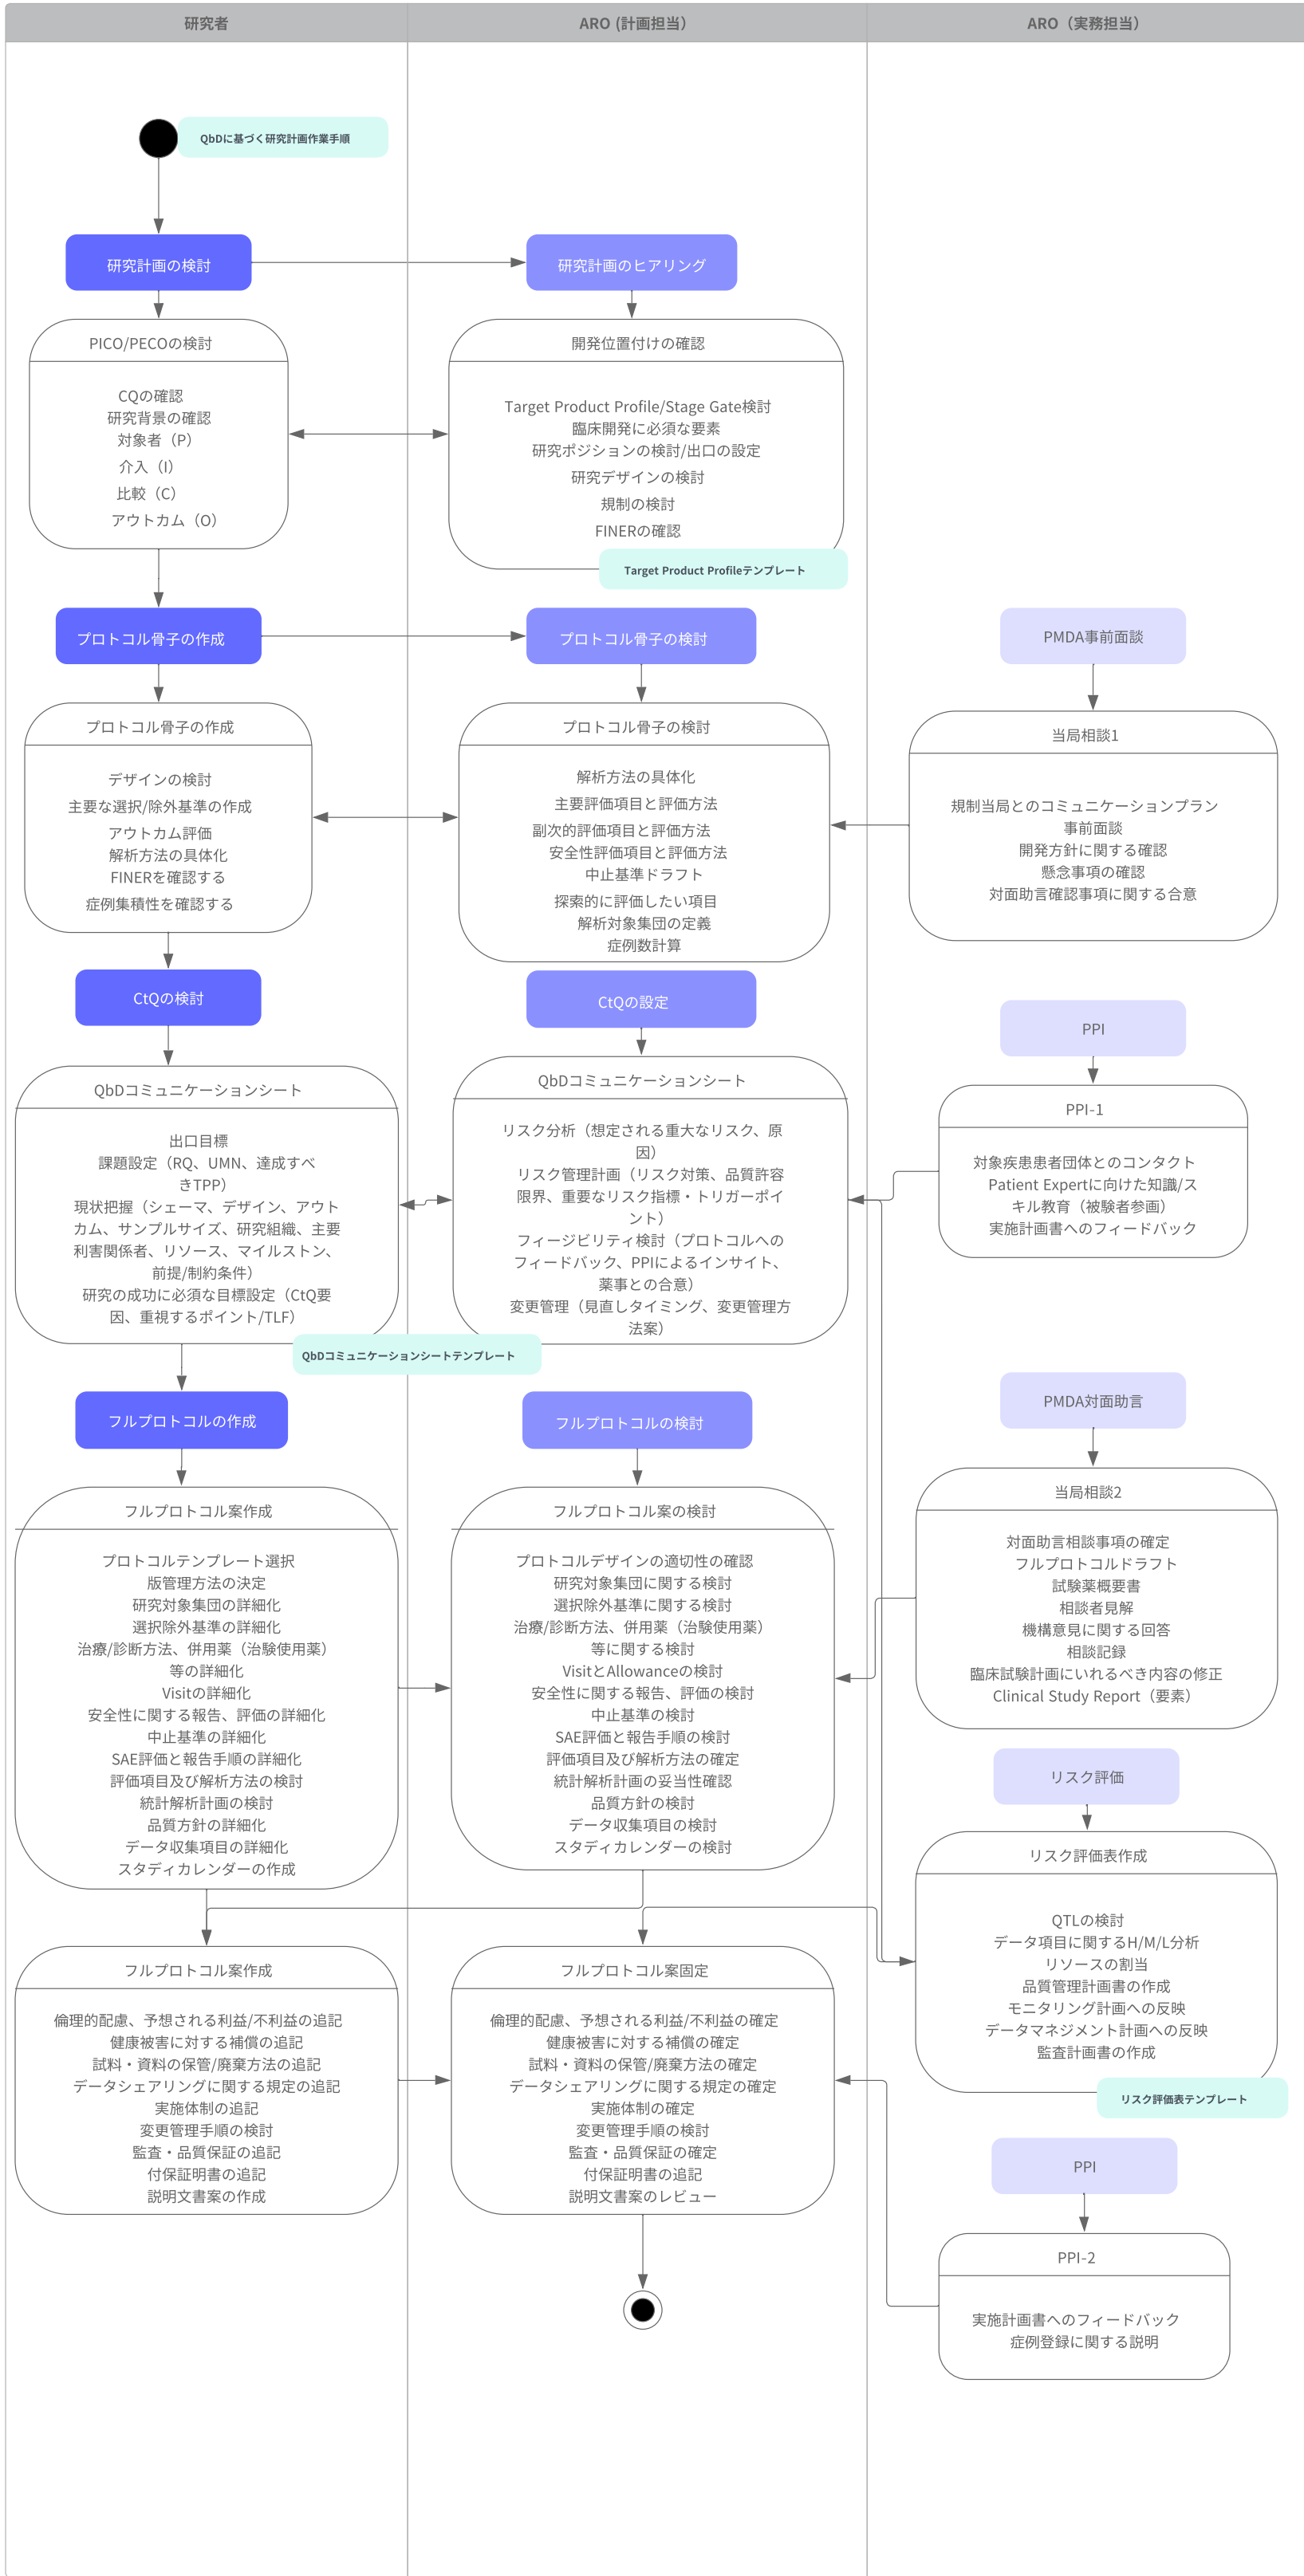 研究者
ARO (計画担当)
ARO（実務担当）
QbDに基づく研究計画作業手順
研究計画の検討
研究計画のヒアリング
PICO/PECOの検討
CQの確認
研究背景の確認
対象者（P）
介入（I）
比較（C）
アウトカム（O）
開発位置付けの確認
Target Product Profile/Stage Gate検討
臨床開発に必須な要素
研究ポジションの検討/出口の設定
研究デザインの検討
規制の検討
FINERの確認
Target Product Profileテンプレート
プロトコル骨子の作成
プロトコル骨子の検討
PMDA事前面談
プロトコル骨子の作成
デザインの検討
主要な選択/除外基準の作成
アウトカム評価
解析方法の具体化
FINERを確認する
症例集積性を確認する
プロトコル骨子の検討
解析方法の具体化
主要評価項目と評価方法
副次的評価項目と評価方法
安全性評価項目と評価方法
中止基準ドラフト
探索的に評価したい項目
解析対象集団の定義
症例数計算
当局相談1
規制当局とのコミュニケーションプラン
事前面談
開発方針に関する確認
懸念事項の確認
対面助言確認事項に関する合意
CtQの検討
CtQの設定
PPI
QbDコミュニケーションシート
出口目標
課題設定（RQ、UMN、達成すべ
きTPP）
現状把握（シェーマ、デザイン、アウト
カム、サンプルサイズ、研究組織、主要
利害関係者、リソース、マイルストン、
前提/制約条件）
研究の成功に必須な目標設定（CtQ要
因、重視するポイント/TLF）
QbDコミュニケーションシート
リスク分析（想定される重大なリスク、原
因）
リスク管理計画（リスク対策、品質許容
限界、重要なリスク指標・トリガーポイ
ント）
フィージビリティ検討（プロトコルへの
フィードバック、PPIによるインサイト、
薬事との合意）
変更管理（見直しタイミング、変更管理方
法案）
PPI-1
対象疾患患者団体とのコンタクト
Patient Expertに向けた知識/ス
キル教育（被験者参画）
実施計画書へのフィードバック
QbDコミュニケーションシートテンプレート
フルプロトコルの作成
フルプロトコルの検討
PMDA対面助言
フルプロトコル案作成
プロトコルテンプレート選択
版管理方法の決定
研究対象集団の詳細化
選択除外基準の詳細化
治療/診断方法、併用薬（治験使用薬）
等の詳細化
Visitの詳細化
安全性に関する報告、評価の詳細化
中止基準の詳細化
SAE評価と報告手順の詳細化
評価項目及び解析方法の検討
統計解析計画の検討
品質方針の詳細化
データ収集項目の詳細化
スタディカレンダーの作成
フルプロトコル案の検討
プロトコルデザインの適切性の確認
研究対象集団に関する検討
選択除外基準に関する検討
治療/診断方法、併用薬（治験使用薬）
等に関する検討
VisitとAllowanceの検討
安全性に関する報告、評価の検討
中止基準の検討
SAE評価と報告手順の検討
評価項目及び解析方法の確定
統計解析計画の妥当性確認
品質方針の検討
データ収集項目の検討
スタディカレンダーの検討
当局相談2
対面助言相談事項の確定
フルプロトコルドラフト
試験薬概要書
相談者見解
機構意見に関する回答
相談記録
臨床試験計画にいれるべき内容の修正
Clinical Study Report（要素）
リスク評価
リスク評価表作成
QTLの検討
データ項目に関するH/M/L分析
リソースの割当
品質管理計画書の作成
モニタリング計画への反映
データマネジメント計画への反映
監査計画書の作成
リスク評価表テンプレート
フルプロトコル案作成
倫理的配慮、予想される利益/不利益の追記
健康被害に対する補償の追記
試料・資料の保管/廃棄方法の追記
データシェアリングに関する規定の追記
実施体制の追記
変更管理手順の検討
監査・品質保証の追記
付保証明書の追記
説明文書案の作成
フルプロトコル案固定
倫理的配慮、予想される利益/不利益の確定
健康被害に対する補償の確定
試料・資料の保管/廃棄方法の確定
データシェアリングに関する規定の確定
実施体制の確定
変更管理手順の検討
監査・品質保証の確定
付保証明書の追記
説明文書案のレビュー
PPI
PPI-2
実施計画書へのフィードバック
症例登録に関する説明